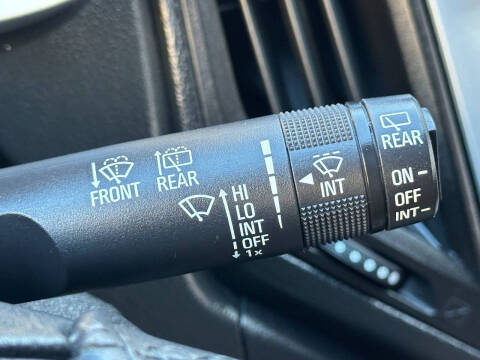 FRONT
REAR
HI
LO
INT
OFF
1x
INT
REAR
ON
OFF
INT